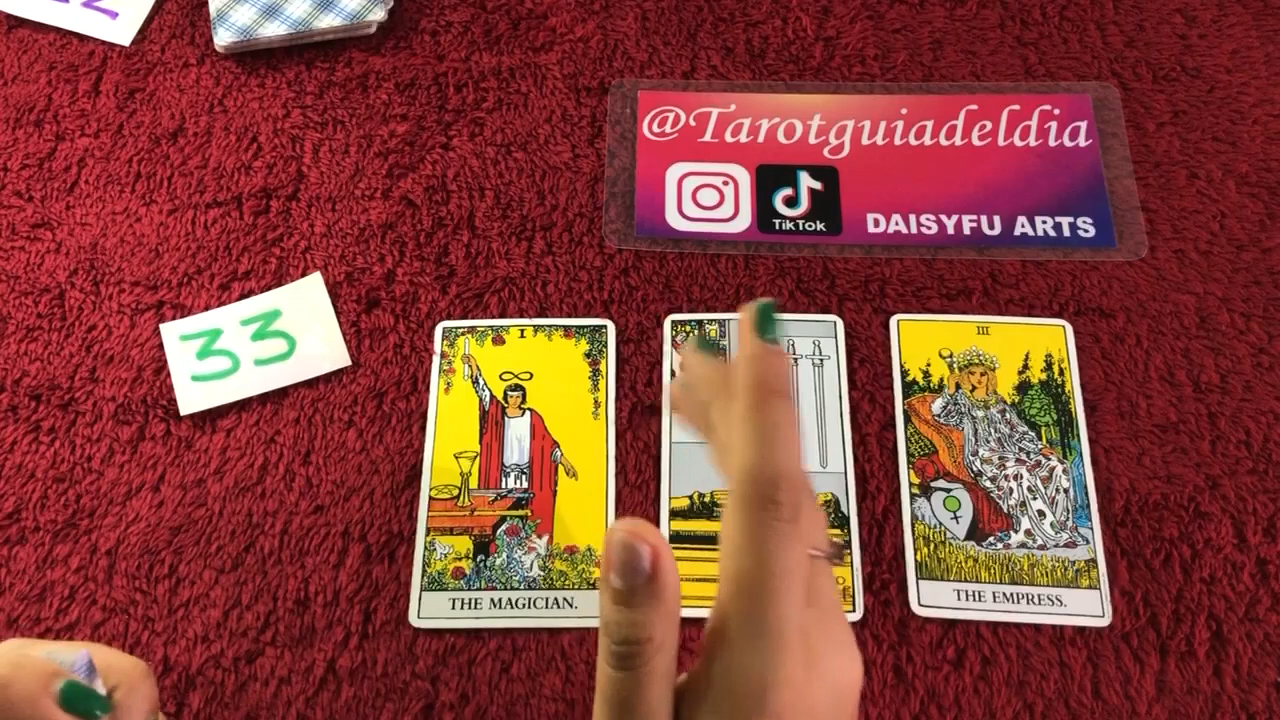 @Tarotguiadeldia
TikTok
DAISYFU ARTS
33
I
III
THE MAGICIAN.
THE EMPRESS.